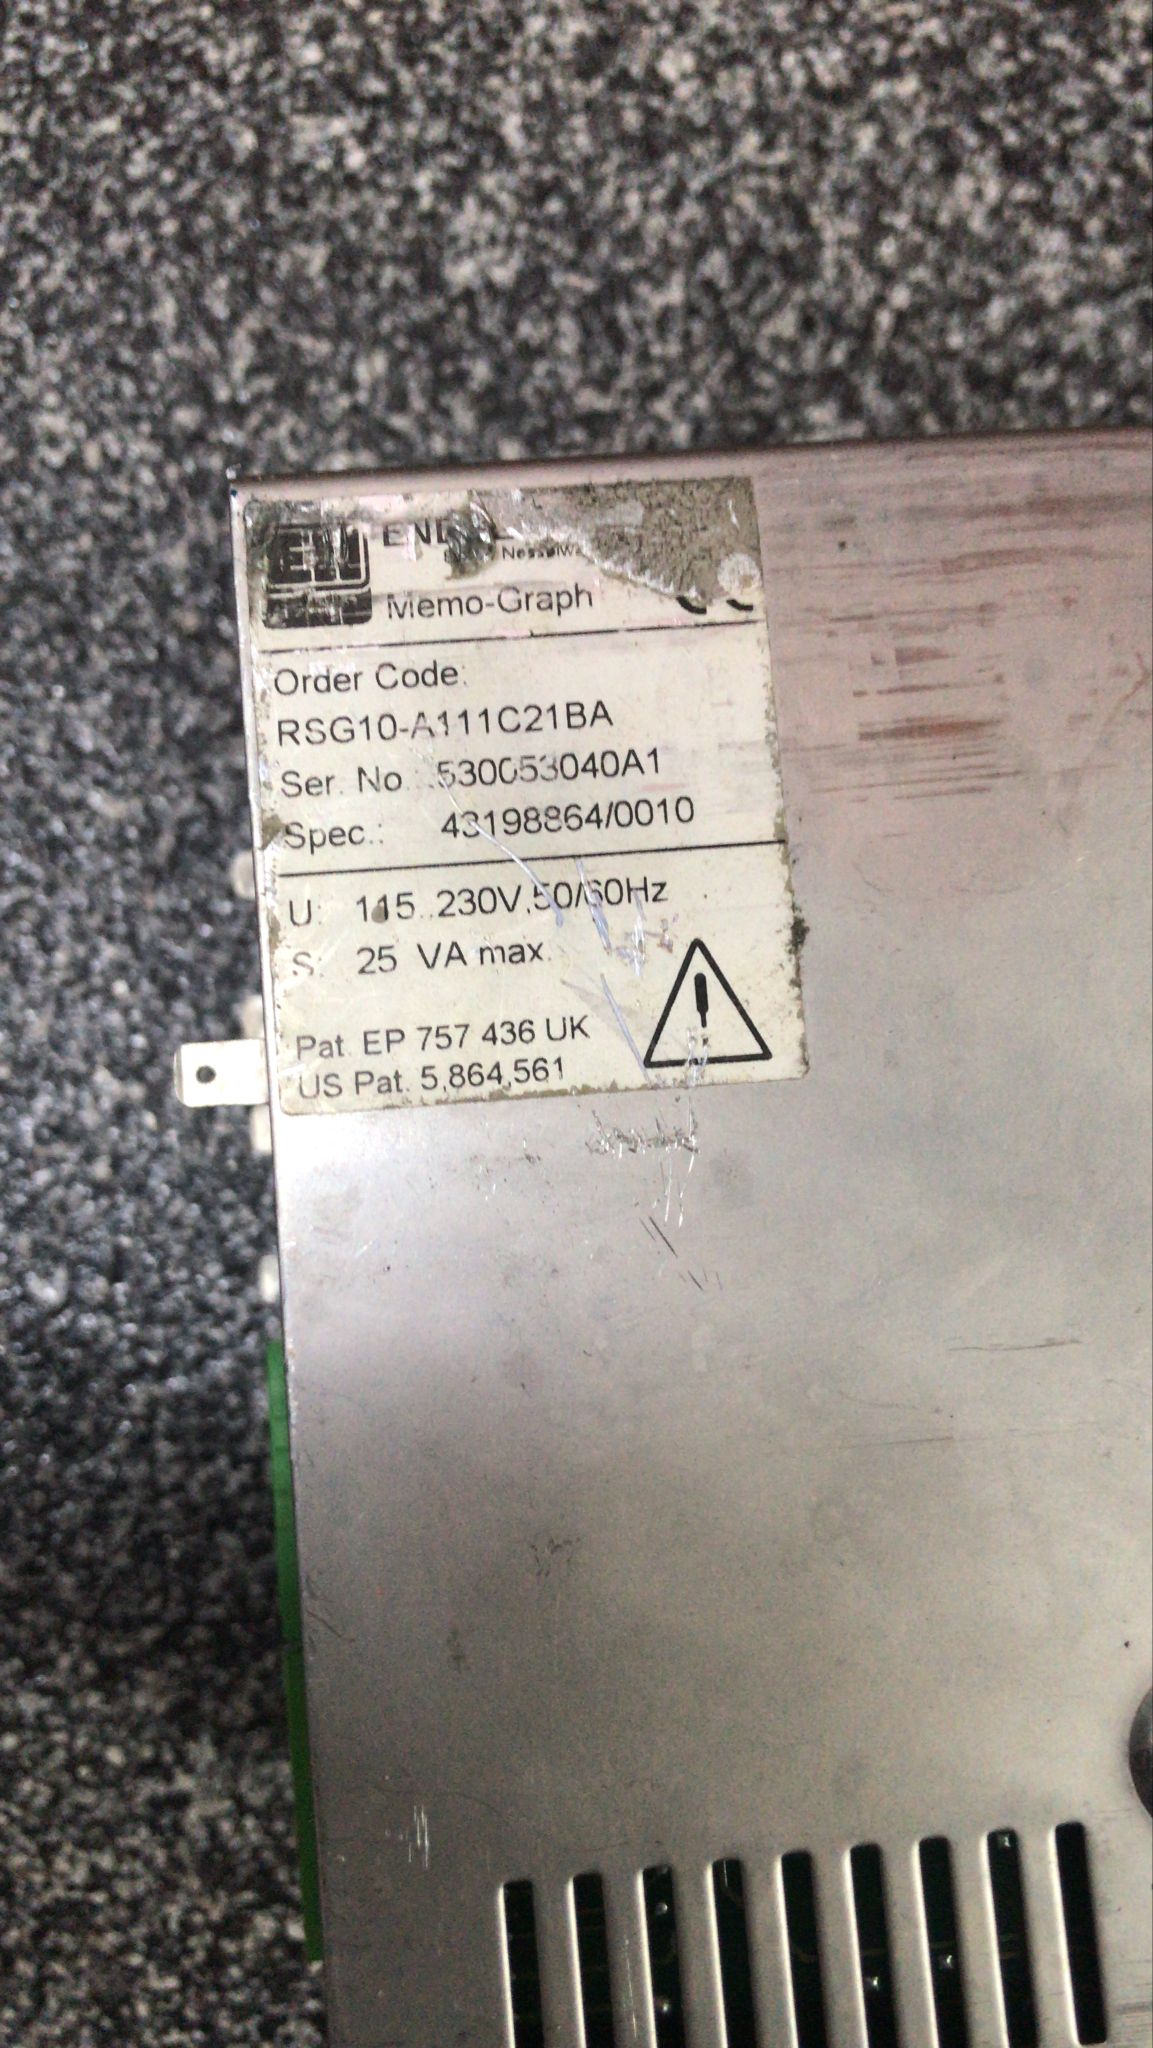 Memo-Graph
Order Code:
RSG10-A111C21BA
Ser. No.: 530053040A1
Spec.: 43198864/0010
U: 115..230V,50/60Hz
S: 25 VA max.
Pat. EP 757 436 UK
US Pat. 5,864,561